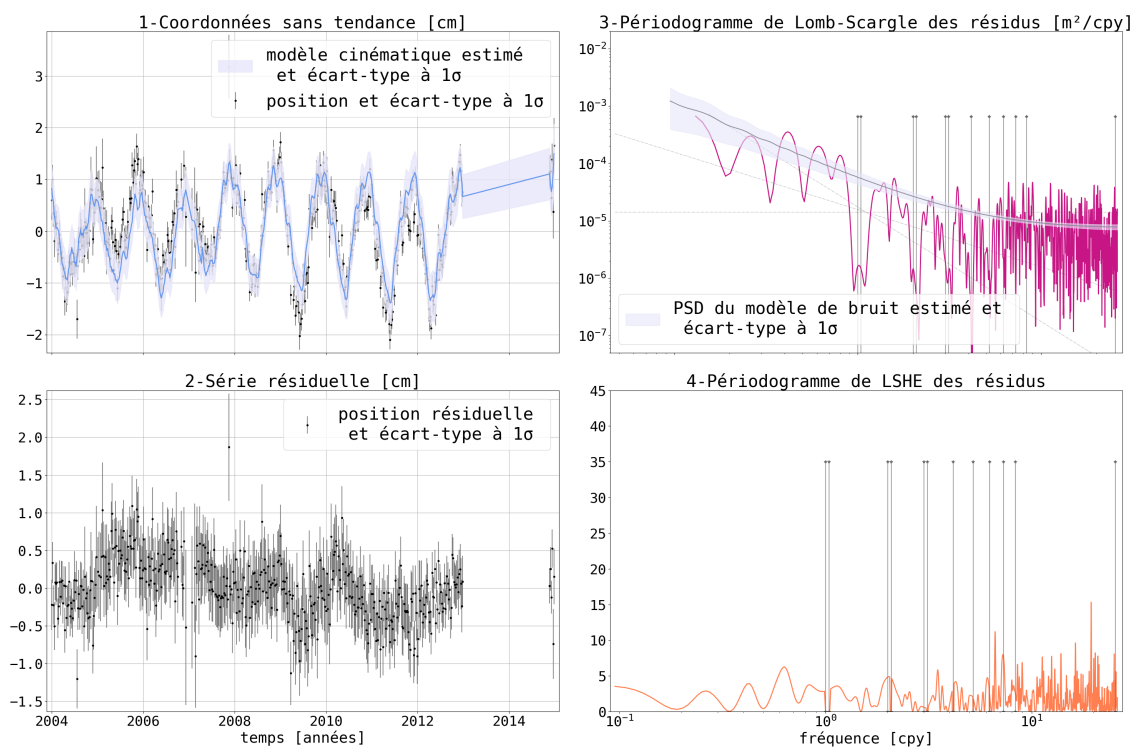 1-Coordonnées sans tendance [cm]
modèle cinématique estimé
et écart-type à 1σ
position et écart-type à 1σ
3
2
1
0
−1
−2
3-Périodogramme de Lomb-Scargle des résidus [m²/cpy]
10⁻²
10⁻³
10⁻⁴
10⁻⁵
10⁻⁶
10⁻⁷
PSD du modèle de bruit estimé et
écart-type à 1σ
2-Série résiduelle [cm]
position résiduelle
et écart-type à 1σ
2.5
2.0
1.5
1.0
0.5
0.0
−0.5
−1.0
−1.5
2004 2006 2008 2010 2012 2014
temps [années]
4-Périodogramme de LSHE des résidus
45
40
35
30
25
20
15
10
5
0
10⁻¹ 10⁰ 10¹
fréquence [cpy]